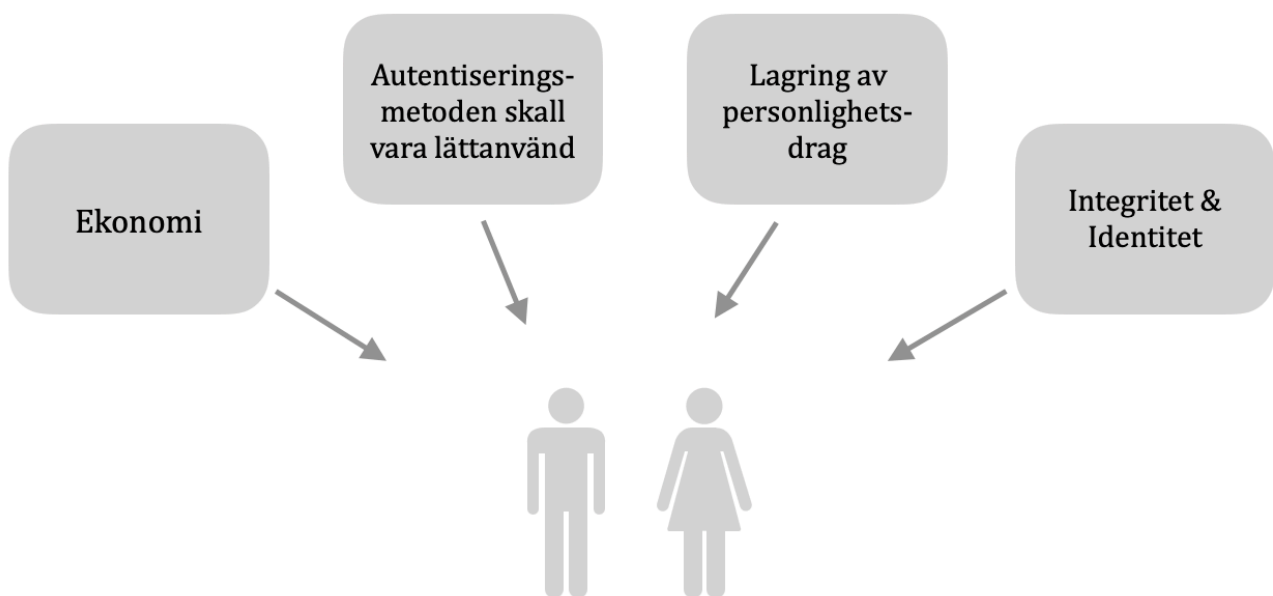 Ekonomi
Autentiserings-
metoden skall
vara lättanvänd
Lagring av
personlighets-
drag
Integritet &
Identitet